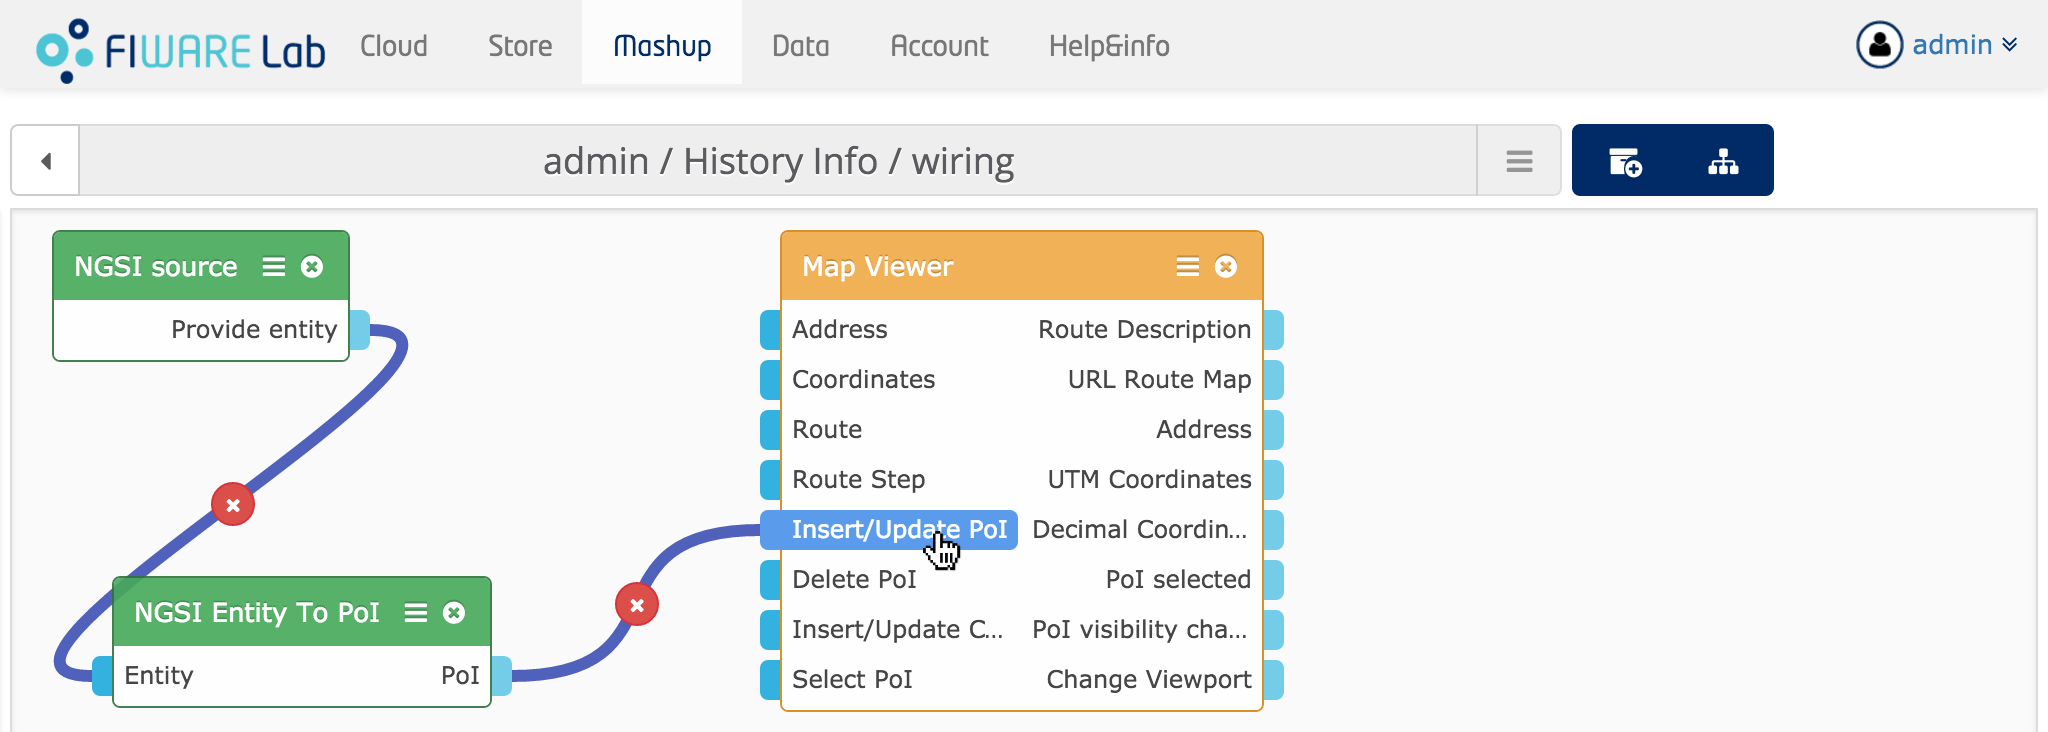 FIWARE Lab Cloud Store Mashup Data Account Help&info admin
admin / History Info / wiring
NGSI source
Provide entity
NGSI Entity To PoI
Entity PoI
Map Viewer
Address Route Description
Coordinates URL Route Map
Route Address
Route Step UTM Coordinates
Insert/Update PoI Decimal Coordin...
Delete PoI PoI selected
Insert/Update C... PoI visibility cha...
Select PoI Change Viewport